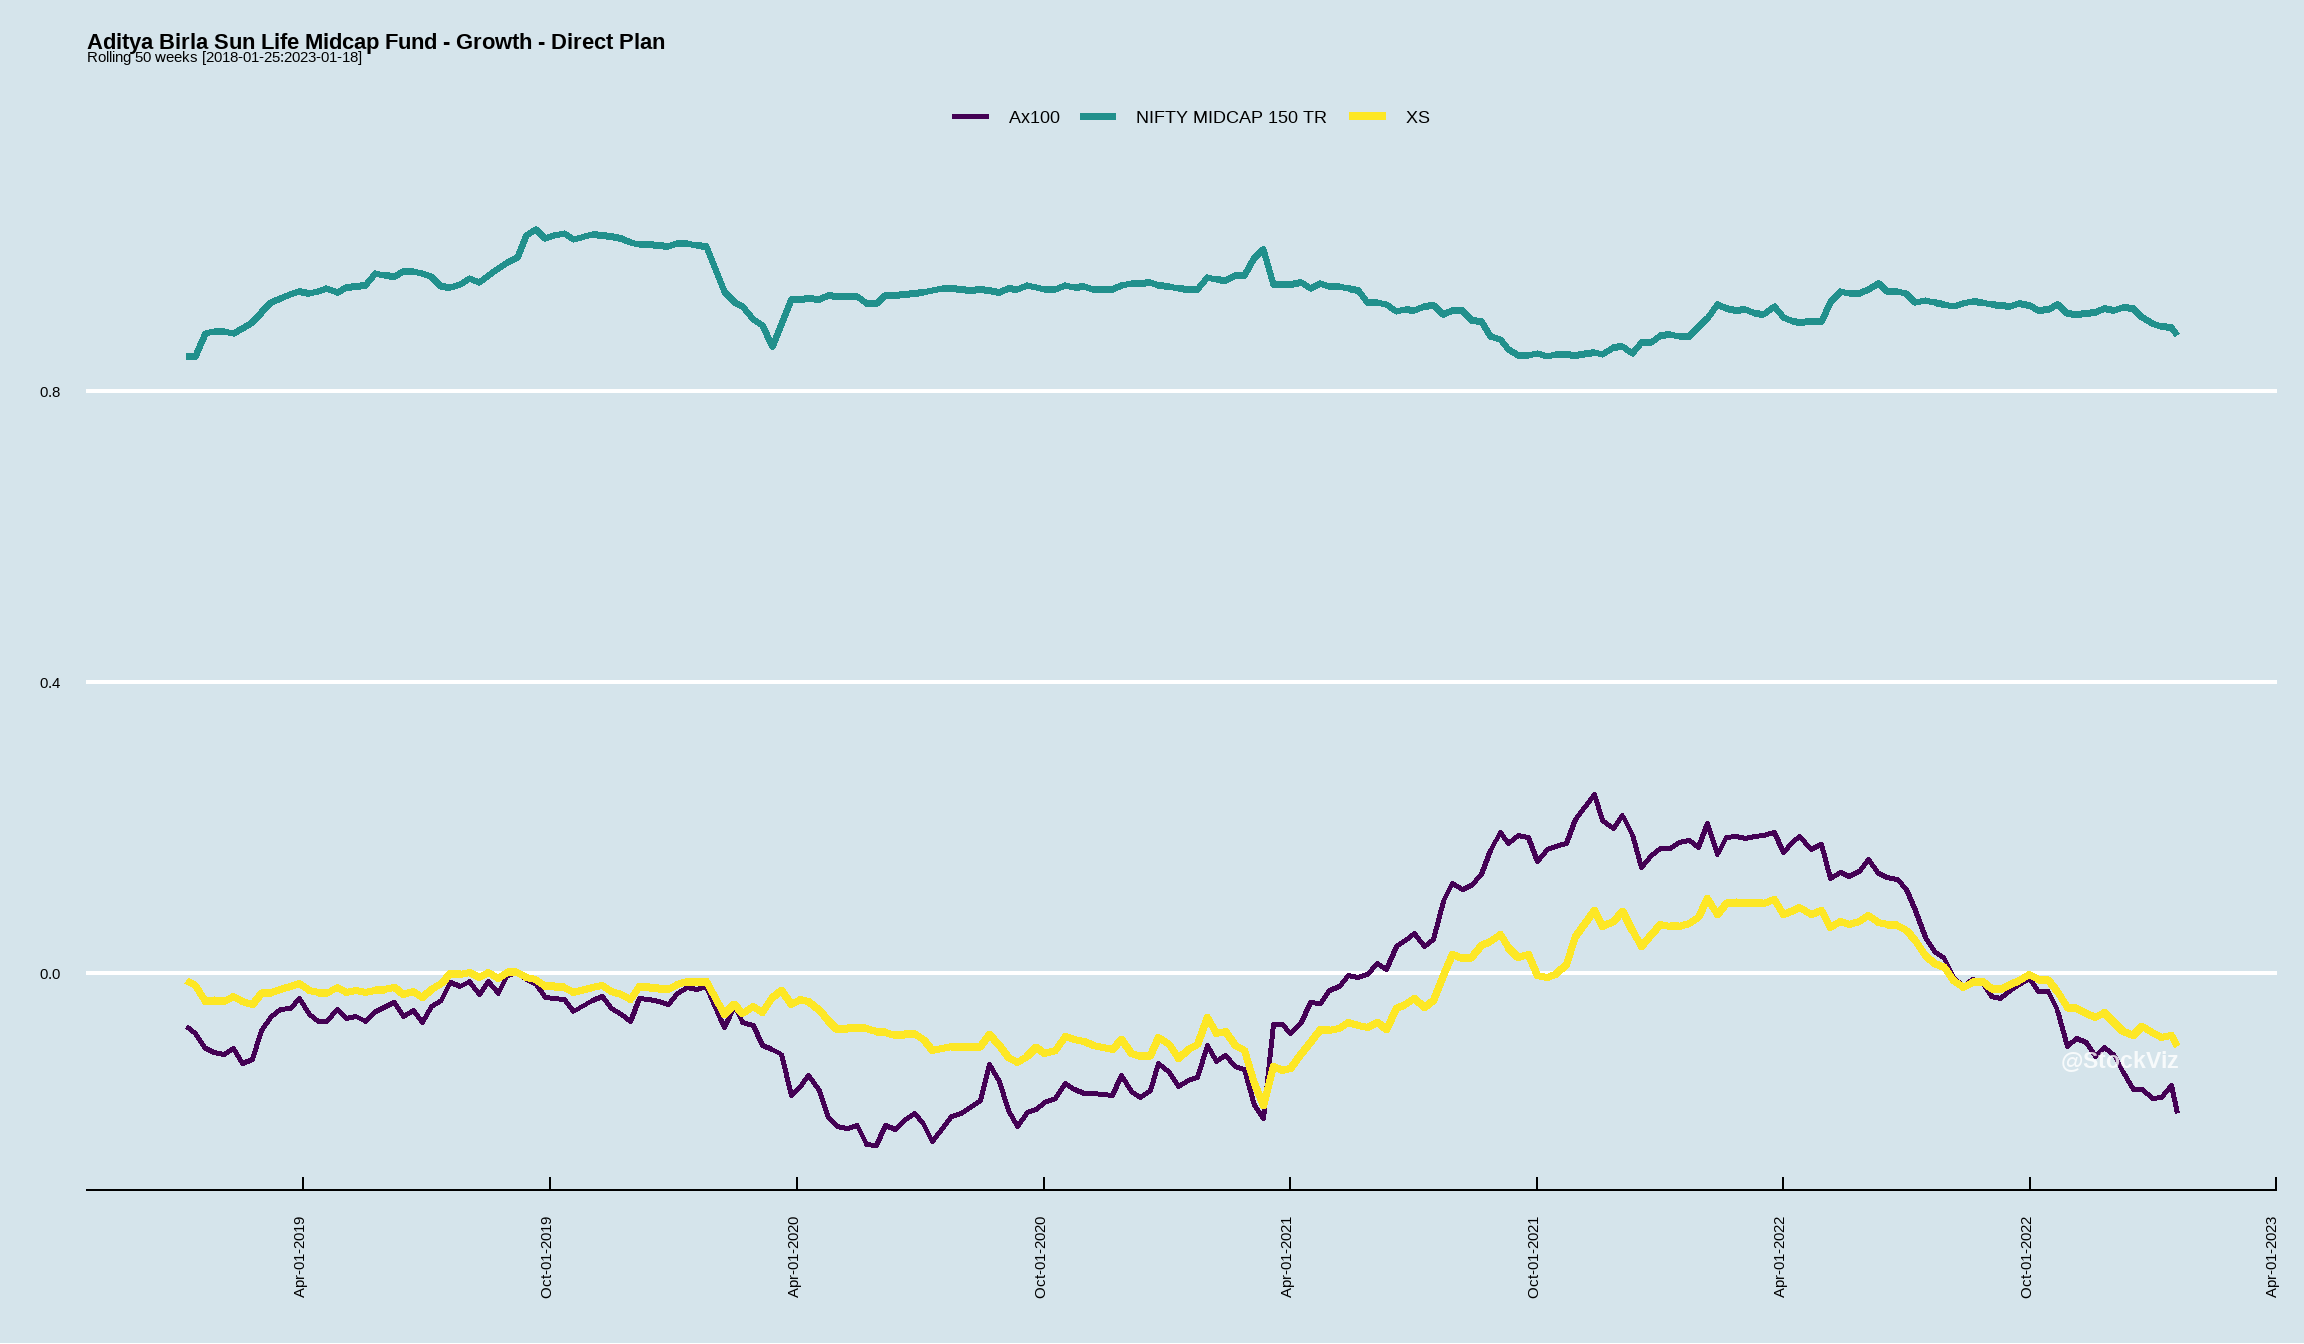 Aditya Birla Sun Life Midcap Fund - Growth - Direct Plan
Rolling 50 weeks [2018-01-25:2023-01-18]
Ax100 NIFTY MIDCAP 150 TR XS
0.8
0.4
0.0
@StockViz
Apr-01-2019
Oct-01-2019
Apr-01-2020
Oct-01-2020
Apr-01-2021
Oct-01-2021
Apr-01-2022
Oct-01-2022
Apr-01-2023